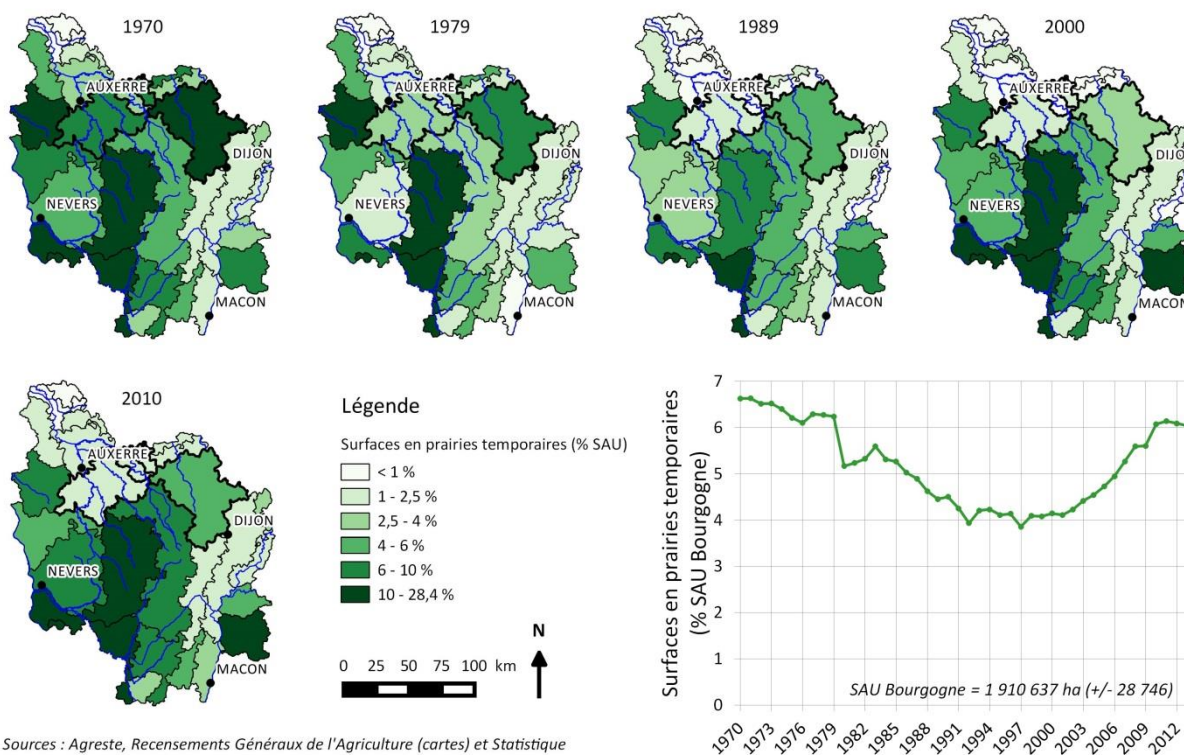 1970
1979
1989
2000
AUXERRE
DIJON
NEVERS
MACON
AUXERRE
DIJON
NEVERS
MACON
AUXERRE
DIJON
NEVERS
MACON
AUXERRE
DIJO
NEVERS
MACON
2010
AUXERRE
DIJON
NEVERS
MACON
Légende
Surfaces en prairies temporaires (% SAU)
< 1 %
1 - 2,5 %
2,5 - 4 %
4 - 6 %
6 - 10 %
10 - 28,4 %
0 25 50 75 100 km
N
Surfaces en prairies temporaires
(% SAU Bourgogne)
7
6
5
4
3
2
1
0
SAU Bourgogne = 1 910 637 ha (+/- 28 746)
1970 1973 1976 1979 1982 1985 1988 1991 1994 1997 2000 2003 2006 2009 2012
Sources : Agreste, Recensements Généraux de l'Agriculture (cartes) et Statistique